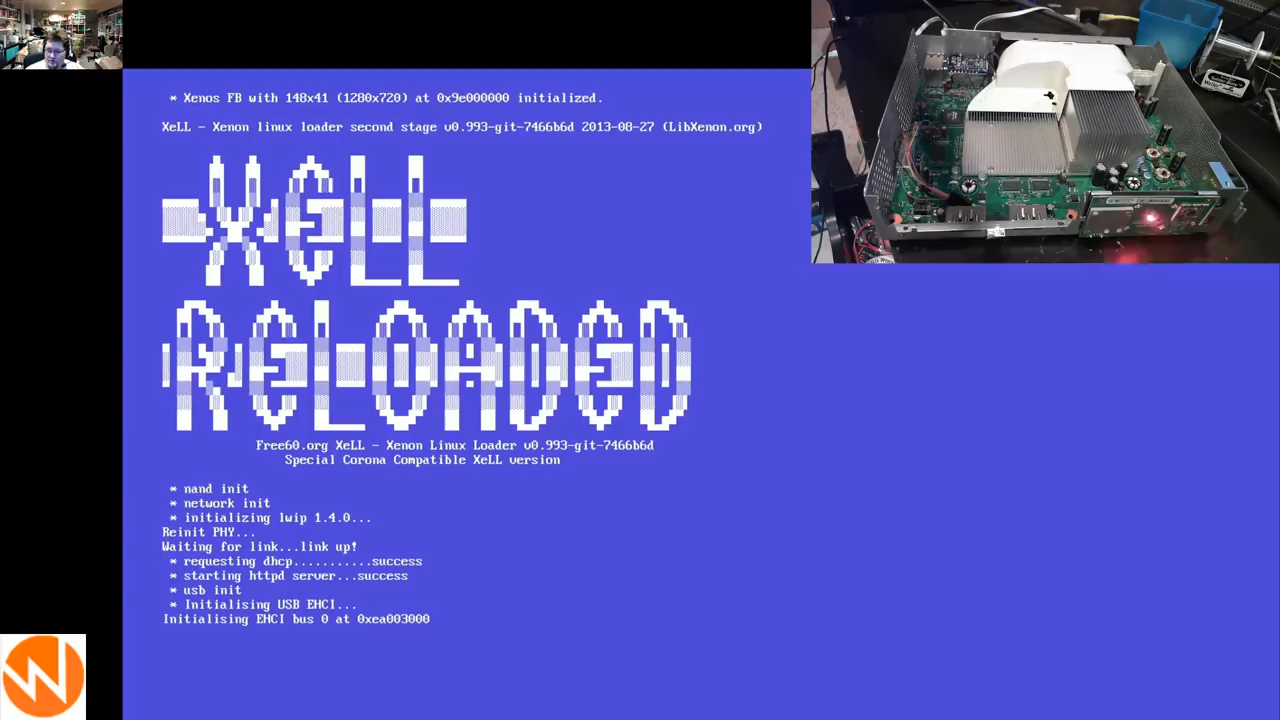 * Xenos FB with 148x41 (1280x720) at 0x9e000000 initialized.
XeLL - Xenon linux loader second stage v0.993-git-7466b6d 2013-08-27 (LibXenon.org)
XeLL
ReLOADeD
Free60.org XeLL - Xenon Linux Loader v0.993-git-7466b6d
Special Corona Compatible XeLL version
* nand init
* network init
* initializing lwip 1.4.0...
Reinit PHY...
Waiting for link...link up!
* requesting dhcp...........success
* starting httpd server...success
* usb init
* Initialising USB EHCI...
Initialising EHCI bus 0 at 0xea003000
W